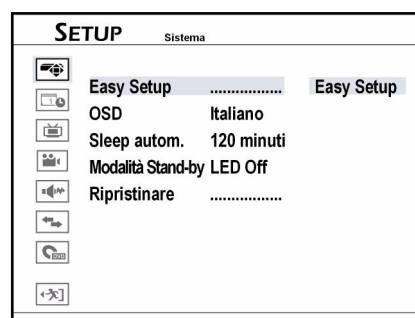 SETUP Sistema
Easy Setup ................. Easy Setup
OSD Italiano
Sleep autom. 120 minuti
Modalità Stand-by LED Off
Ripristinare .................